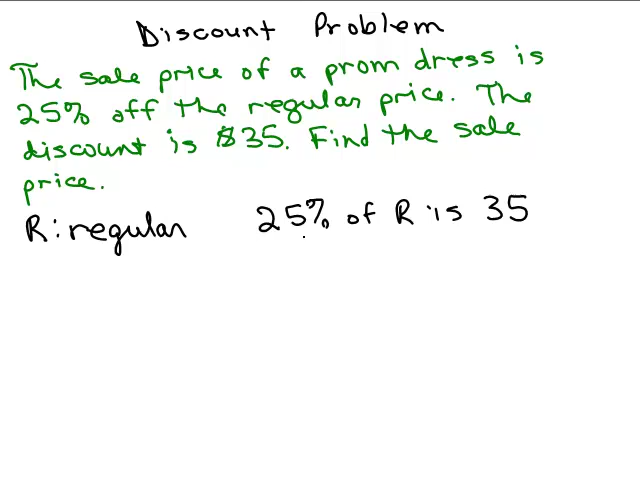 Discount Problem
The sale price of a prom dress is
25% off the regular price. The
discount is $35. Find the sale
price.
R: regular 25% of R is 35